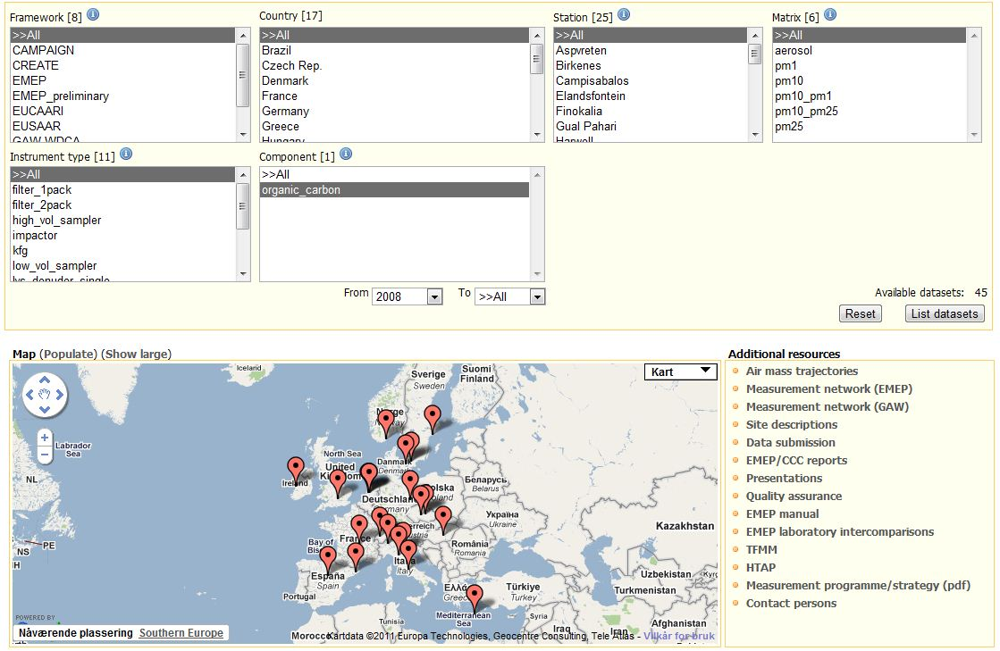 Framework [8]
>>All
CAMPAIGN
CREATE
EMEP
EMEP_preliminary
EUCAARI
EUSAAR
GAW-WDCA
Country [17]
>>All
Brazil
Czech Rep.
Denmark
France
Germany
Greece
Hungary
Station [25]
>>All
Aspvreten
Birkenes
Campisabalos
Elandsfontein
Finokalia
Gual Pahari
Harwell
Matrix [6]
>>All
aerosol
pm1
pm10
pm10_pm1
pm10_pm25
pm25
Instrument type [11]
>>All
filter_1pack
filter_2pack
high_vol_sampler
impactor
kfg
low_vol_sampler
lvs_denuder_single
Component [1]
>>All
organic_carbon
From 2008 To >>All
Available datasets: 45
Reset List datasets
Map (Populate) (Show large)
Kart
Iceland
Sverige
Sweden
Suomi
Finland
Labrador
Sea
North Sea
United
Danmark
Ireland
Беларусь
Belarus
Deutschland
NL
Україна
Ukraine
Kazakhstan
PE
NS
Bay of
France
România
Romania
Italia
Italy
España
Spain
Portugal
Türkiye
Turkey
Uzbekistan
Turkmenistan
Mediterranean
Sea
Syria
Tunisia
Iraq
Iran
Afghanistan
Morocco
POWERED BY
Nåværende plassering Southern Europe
Kartdata ©2011 Europa Technologies, Geocentre Consulting, Tele Atlas - Vilkår for bruk
Additional resources
Air mass trajectories
Measurement network (EMEP)
Measurement network (GAW)
Site descriptions
Data submission
EMEP/CCC reports
Presentations
Quality assurance
EMEP manual
EMEP laboratory intercomparisons
TFMM
HTAP
Measurement programme/strategy (pdf)
Contact persons